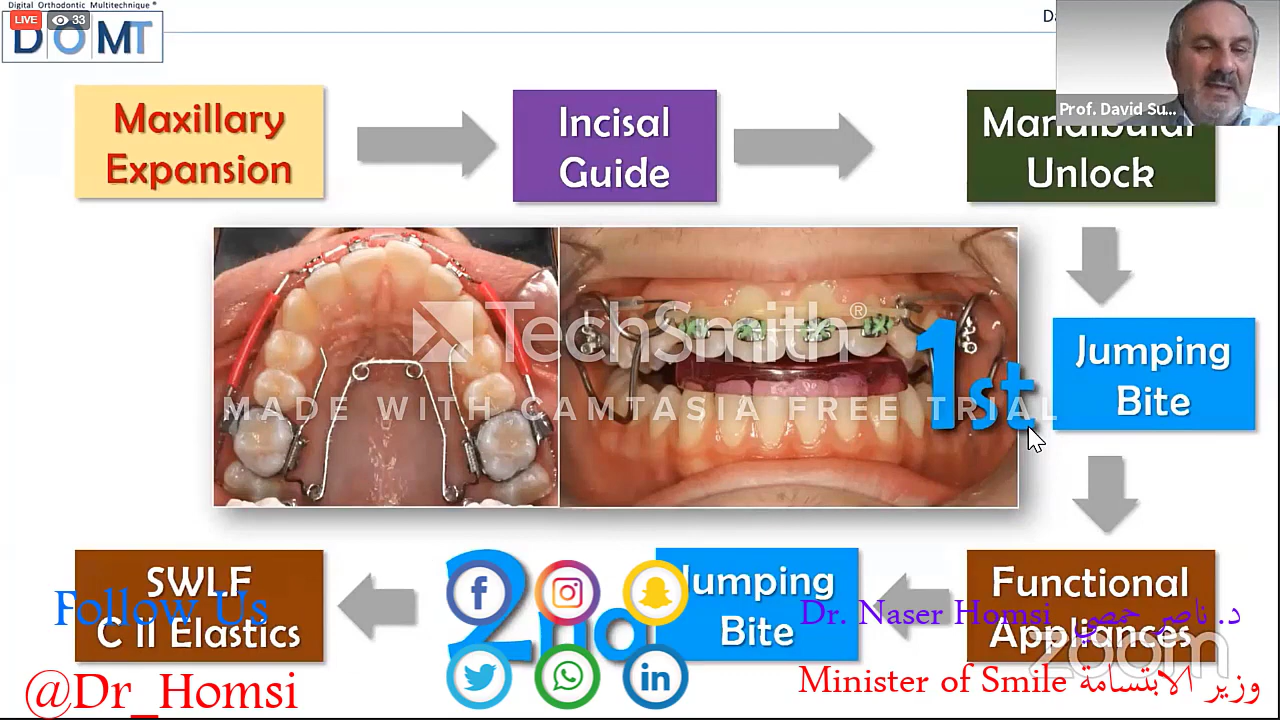 Digital Orthodontic Multitechnique ®
LIVE 33
DOMT
Prof. David Su...
Maxillary
Expansion
Incisal
Guide
Mandibular
Unlock
TechSmith®
MADE WITH CAMTASIA FREE TRIAL
1st
Jumping
Bite
SWLF
C II Elastics
2nd
Jumping
Bite
Functional
Appliances
Follow Us
@Dr_Homsi
Dr. Naser Homsi د. ناصر حمصي
zoom
Minister of Smile وزير الابتسامة